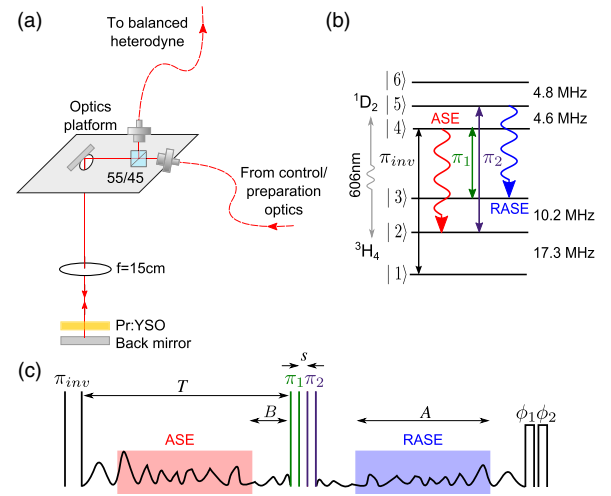 (a)
To balanced
heterodyne
Optics
platform
55/45
From control/
preparation
optics
f=15cm
Pr:YSO
Back mirror
(b)
|6⟩
4.8 MHz
¹D₂
|5⟩
ASE
4.6 MHz
|4⟩
π_inv
π₁
π₂
606nm
|3⟩
RASE
10.2 MHz
|2⟩
³H₄
17.3 MHz
|1⟩
(c)
π_inv
T
π₁
s
π₂
B
A
ϕ₁
ϕ₂
ASE
RASE